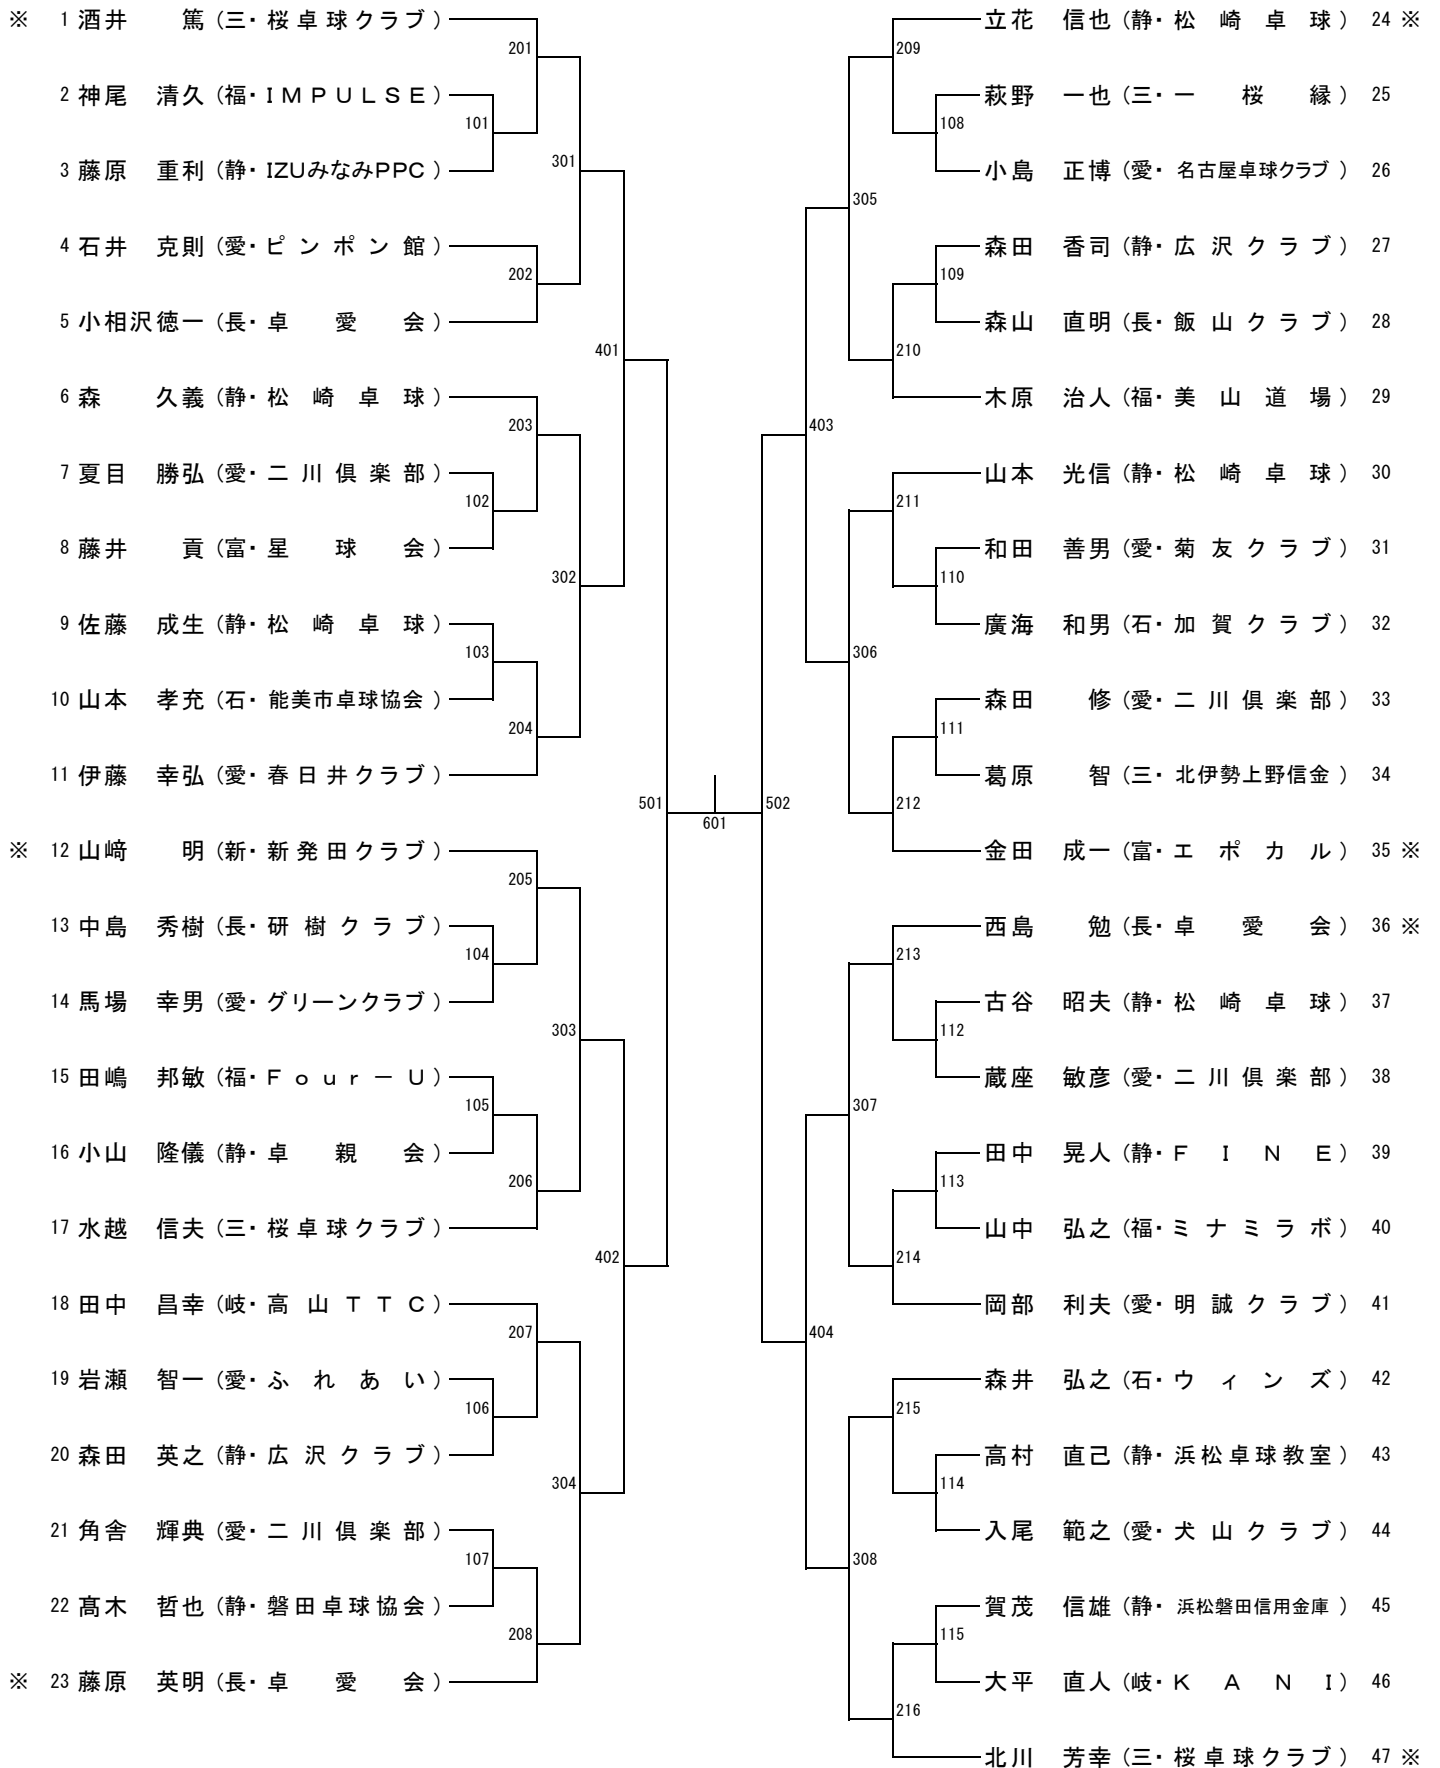 ※ 1 酒井 篤 (三・桜卓球クラブ)
201
2 神尾 清久 (福・ＩＭＰＵＬＳＥ)
101
3 藤原 重利 (静・IZUみなみPPC)
301
4 石井 克則 (愛・ピンポン館)
202
5 小相沢徳一 (長・卓愛会)
401
6 森 久義 (静・松崎卓球)
203
7 夏目 勝弘 (愛・二川倶楽部)
102
8 藤井 貢 (富・星球会)
302
9 佐藤 成生 (静・松崎卓球)
103
10 山本 孝充 (石・能美市卓球協会)
204
11 伊藤 幸弘 (愛・春日井クラブ)
501
※ 12 山﨑 明 (新・新発田クラブ)
205
13 中島 秀樹 (長・研樹クラブ)
104
14 馬場 幸男 (愛・グリーンクラブ)
303
15 田嶋 邦敏 (福・Ｆｏｕｒ－Ｕ)
105
16 小山 隆儀 (静・卓親会)
206
17 水越 信夫 (三・桜卓球クラブ)
402
18 田中 昌幸 (岐・高山ＴＴＣ)
207
19 岩瀬 智一 (愛・ふれあい)
106
20 森田 英之 (静・広沢クラブ)
304
21 角舎 輝典 (愛・二川倶楽部)
107
22 髙木 哲也 (静・磐田卓球協会)
208
※ 23 藤原 英明 (長・卓愛会)
601
立花 信也 (静・松崎卓球) 24 ※
209
萩野 一也 (三・一桜縁) 25
108
小島 正博 (愛・名古屋卓球クラブ) 26
305
森田 香司 (静・広沢クラブ) 27
109
森山 直明 (長・飯山クラブ) 28
210
木原 治人 (福・美山道場) 29
403
山本 光信 (静・松崎卓球) 30
211
和田 善男 (愛・菊友クラブ) 31
110
廣海 和男 (石・加賀クラブ) 32
306
森田 修 (愛・二川倶楽部) 33
111
葛原 智 (三・北伊勢上野信金) 34
212
502
金田 成一 (富・エポカル) 35 ※
西島 勉 (長・卓愛会) 36 ※
213
古谷 昭夫 (静・松崎卓球) 37
112
蔵座 敏彦 (愛・二川倶楽部) 38
307
田中 晃人 (静・ＦＩＮＥ) 39
113
山中 弘之 (福・ミナミラボ) 40
214
岡部 利夫 (愛・明誠クラブ) 41
404
森井 弘之 (石・ウィンズ) 42
215
高村 直己 (静・浜松卓球教室) 43
114
入尾 範之 (愛・犬山クラブ) 44
308
賀茂 信雄 (静・浜松磐田信用金庫) 45
115
大平 直人 (岐・ＫＡＮＩ) 46
216
北川 芳幸 (三・桜卓球クラブ) 47 ※